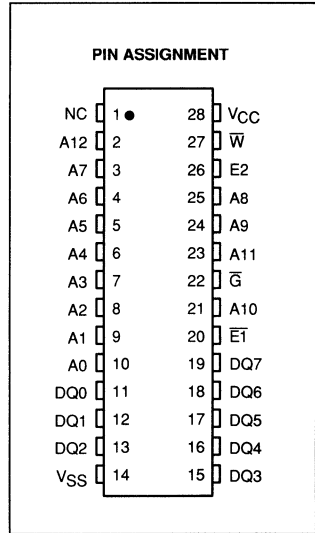 PIN ASSIGNMENT
NC 1 28 VCC
A12 2 27 W̅
A7 3 26 E2
A6 4 25 A8
A5 5 24 A9
A4 6 23 A11
A3 7 22 G̅
A2 8 21 A10
A1 9 20 E̅1̅
A0 10 19 DQ7
DQ0 11 18 DQ6
DQ1 12 17 DQ5
DQ2 13 16 DQ4
VSS 14 15 DQ3